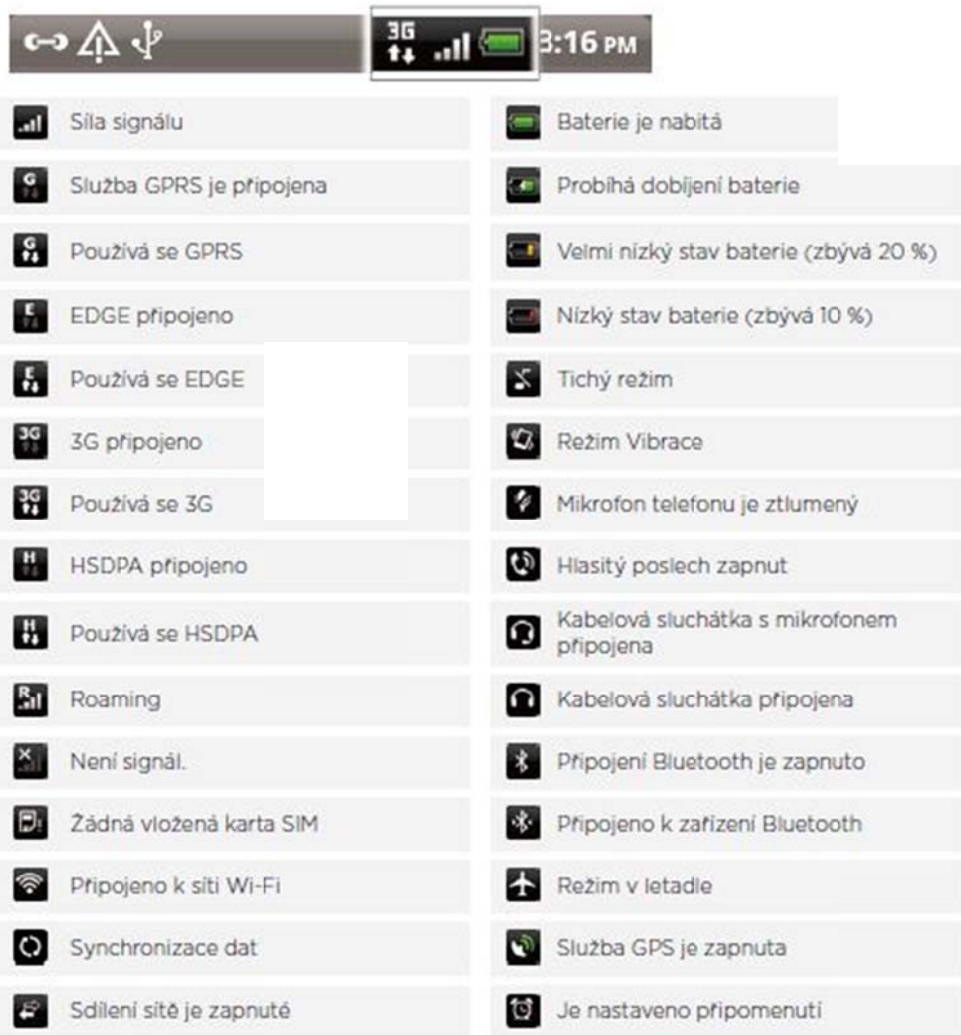 3G 3:16 PM
Síla signálu
Služba GPRS je připojena
Používá se GPRS
EDGE připojeno
Používá se EDGE
3G připojeno
Používá se 3G
HSDPA připojeno
Používá se HSDPA
Roaming
Není signál.
Žádná vložená karta SIM
Připojeno k síti Wi-Fi
Synchronizace dat
Sdílení sítě je zapnuté
Baterie je nabitá
Probíhá dobíjení baterie
Velmi nízký stav baterie (zbývá 20 %)
Nízký stav baterie (zbývá 10 %)
Tichý režim
Režim Vibrace
Mikrofon telefonu je ztlumený
Hlasitý poslech zapnut
Kabelová sluchátka s mikrofonem
připojena
Kabelová sluchátka připojena
Připojení Bluetooth je zapnuto
Připojeno k zařízení Bluetooth
Režim v letadle
Služba GPS je zapnuta
Je nastaveno připomenutí